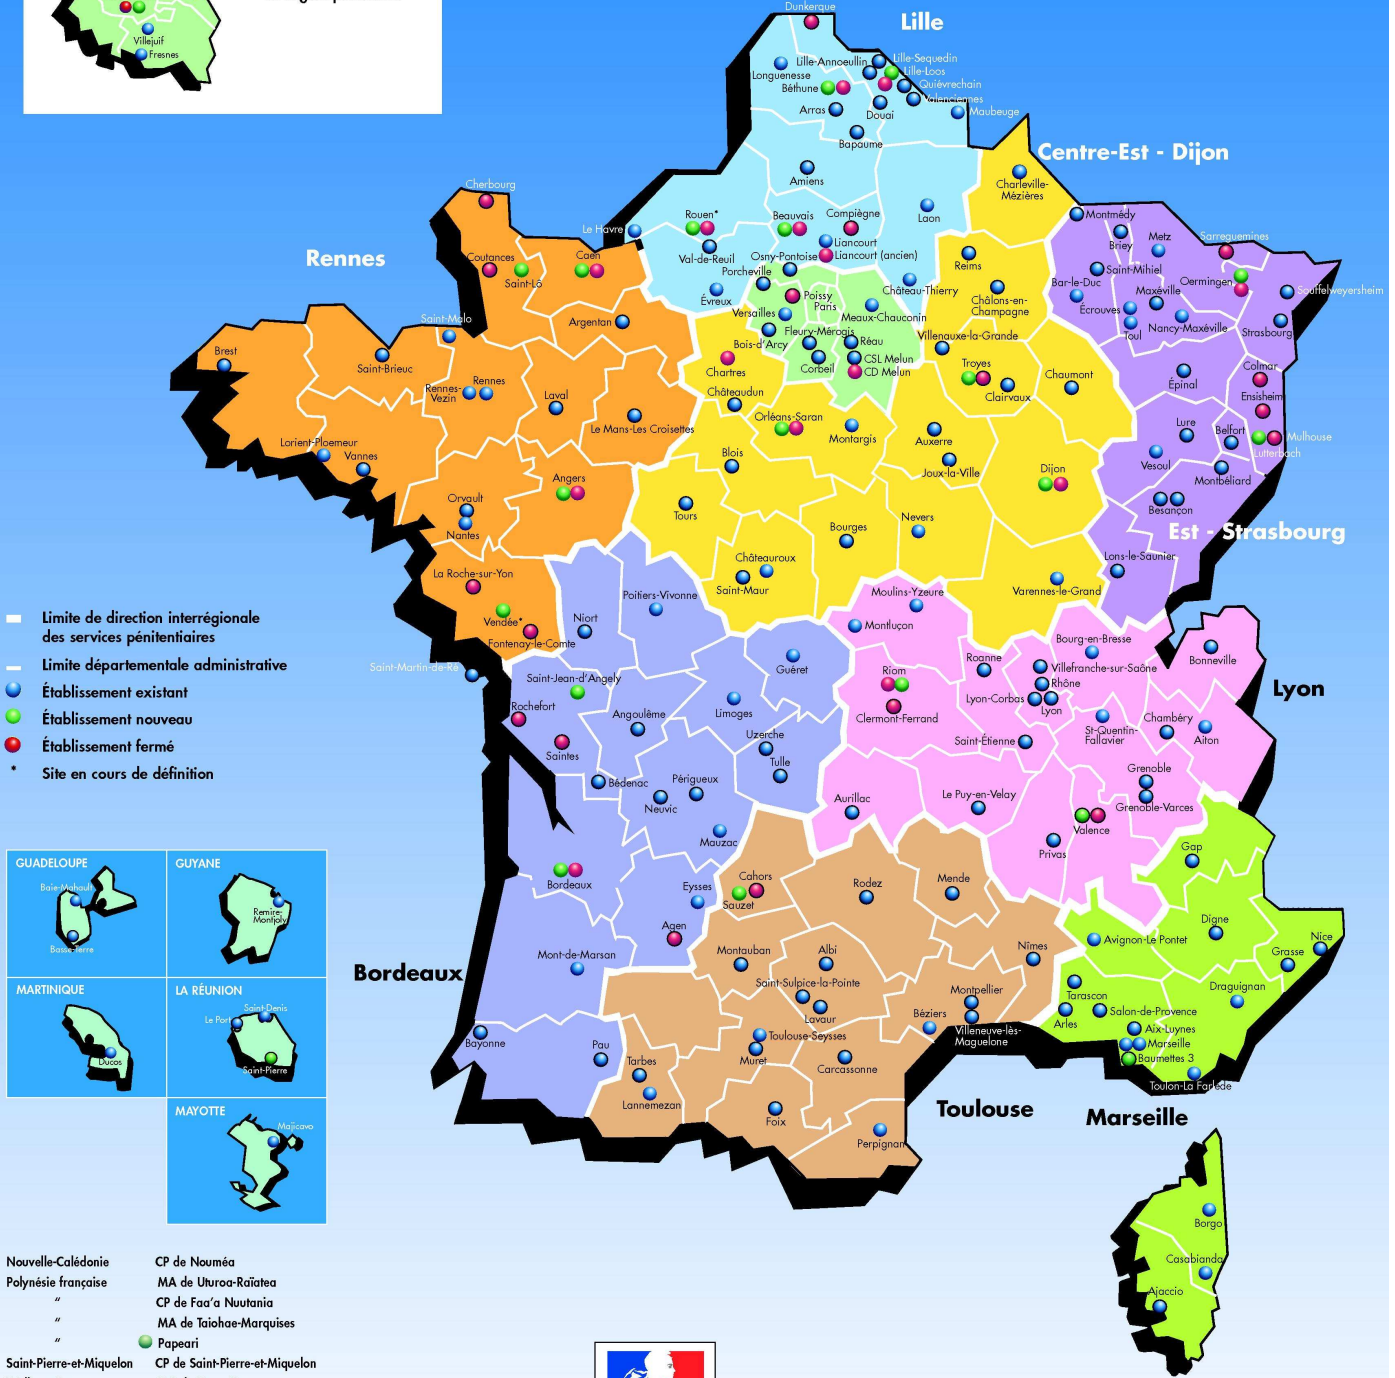 Villejuif
Fresnes
Lille
Dunkerque
Lille-Annoeullin
Lille-Sequedin
Lille-Loos
Longuenesse
Béthune
Quiévrechain
Valenciennes
Maubeuge
Arras
Douai
Bapaume
Amiens
Laon
Centre-Est - Dijon
Charleville-
Mézières
Rennes
Cherbourg
Le Havre
Rouen*
Beauvais
Compiègne
Liancourt
Liancourt (ancien)
Val-de-Reuil
Osny-Pontoise
Porcheville
Évreux
Château-Thierry
Coutances
Saint-Lô
Caen
Argentan
Poissy
Paris
Versailles
Meaux-Chauconin
Fleury-Mérogis
Bois-d'Arcy
Réau
Corbeil
CSL Melun
CD Melun
Reims
Châlons-en-
Champagne
Villenauxe-la-Grande
Troyes
Clairvaux
Chaumont
Montmédy
Briey
Metz
Sarreguemines
Saint-Mihiel
Bar-le-Duc
Maxéville
Oermingen
Souffelweyersheim
Écrouves
Toul
Nancy-Maxéville
Strasbourg
Épinal
Colmar
Ensisheim
Lure
Belfort
Mulhouse
Lutterbach
Vesoul
Montbéliard
Besançon
Est - Strasbourg
Lons-le-Saunier
Saint-Malo
Brest
Saint-Brieuc
Rennes-
Vezin
Rennes
Laval
Le Mans-Les Croisettes
Lorient-Ploemeur
Vannes
Angers
Orvault
Nantes
La Roche-sur-Yon
Vendée*
Fontenay-le-Comte
Chartres
Châteaudun
Orléans-Saran
Montargis
Auxerre
Joux-la-Ville
Dijon
Blois
Tours
Bourges
Nevers
Châteauroux
Saint-Maur
Varennes-le-Grand
Limite de direction interrégionale
des services pénitentiaires
Limite départementale administrative
Établissement existant
Établissement nouveau
Établissement fermé
* Site en cours de définition
Saint-Martin-de-Ré
Niort
Poitiers-Vivonne
Saint-Jean-d'Angely
Rochefort
Saintes
Angoulême
Guéret
Limoges
Uzerche
Tulle
Bédenac
Périgueux
Neuvic
Mauzac
Bordeaux
Eysses
Agen
Mont-de-Marsan
Bordeaux
Bayonne
Pau
Moulins-Yzeure
Montluçon
Riom
Clermont-Ferrand
Roanne
Bourg-en-Bresse
Villefranche-sur-Saône
Rhône
Lyon-Corbas
Lyon
Bonneville
Lyon
Saint-Étienne
St-Quentin-
Fallavier
Chambéry
Aiton
Grenoble
Grenoble-Varces
Aurillac
Le Puy-en-Velay
Valence
Privas
Cahors
Sauzet
Rodez
Mende
Montauban
Albi
Nîmes
Saint-Sulpice-la-Pointe
Lavaur
Montpellier
Villeneuve-lès-
Maguelone
Béziers
Toulouse-Seysses
Muret
Carcassonne
Tarbes
Lannemezan
Foix
Perpignan
Toulouse
Gap
Digne
Avignon-Le Pontet
Nice
Grasse
Draguignan
Tarascon
Arles
Salon-de-Provence
Aix-Luynes
Marseille
Baumettes 3
Toulon-La Farlède
Marseille
Borgo
Casabianda
Ajaccio
GUADELOUPE
Baie-Mahault
Basse-Terre
GUYANE
Remire-
Montjoly
MARTINIQUE
Ducos
LA RÉUNION
Saint-Denis
Le Port
Saint-Pierre
MAYOTTE
Majicavo
Nouvelle-Calédonie CP de Nouméa
Polynésie française MA de Uturoa-Raïatea
" CP de Faa'a Nuutania
" MA de Taiohae-Marquises
" Papeari
Saint-Pierre-et-Miquelon CP de Saint-Pierre-et-Miquelon